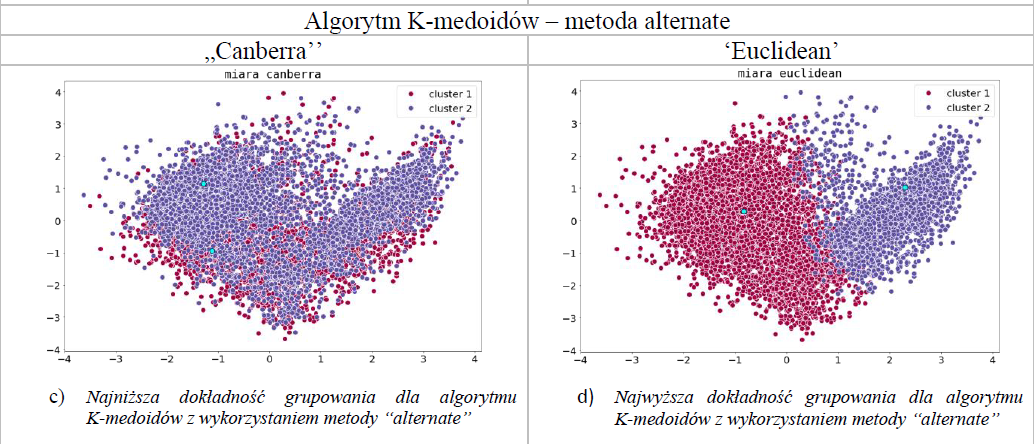 Algorytm K-medoidów – metoda alternate
„Canberra’’
‘Euclidean’
miara canberra
cluster 1
cluster 2
4
3
2
1
0
−1
−2
−3
−4
−4 −3 −2 −1 0 1 2 3 4
miara euclidean
cluster 1
cluster 2
4
3
2
1
0
−1
−2
−3
−4
−4 −3 −2 −1 0 1 2 3 4
c) Najniższa dokładność grupowania dla algorytmu
K-medoidów z wykorzystaniem metody “alternate”
d) Najwyższa dokładność grupowania dla algorytmu
K-medoidów z wykorzystaniem metody “alternate”